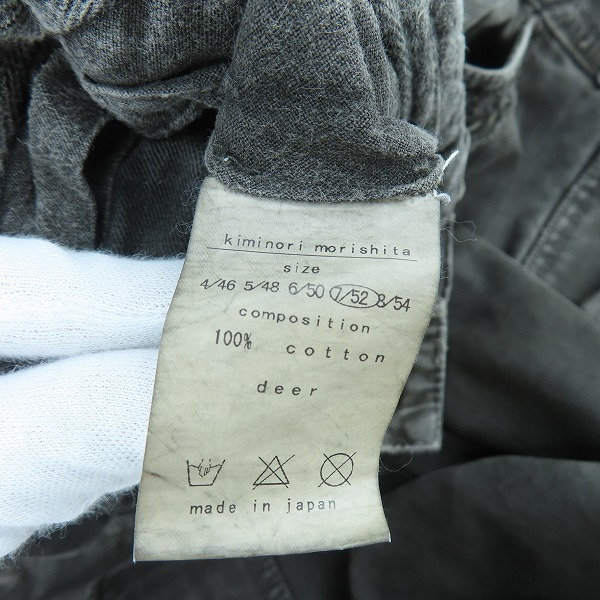 kiminori morishita
size
4/46 5/48 6/50 7/52 8/54
composition
100% cotton
deer
made in japan